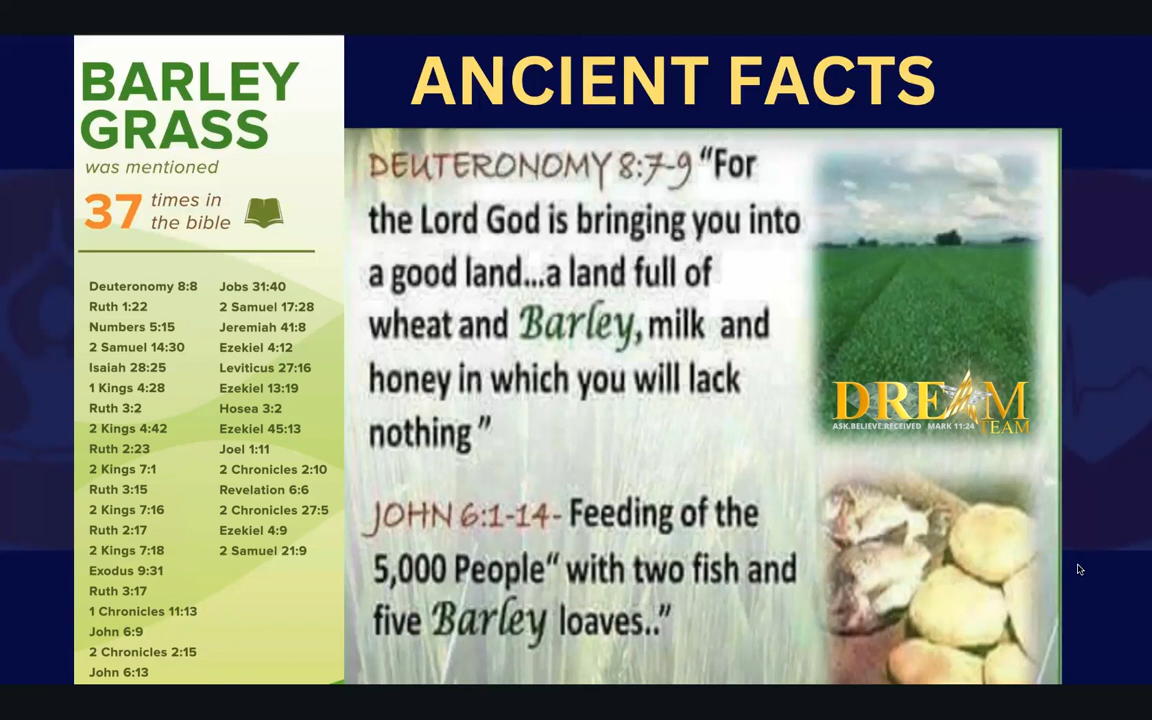 BARLEY
GRASS
was mentioned
37 times in
the bible
Deuteronomy 8:8
Ruth 1:22
Numbers 5:15
2 Samuel 14:30
Isaiah 28:25
1 Kings 4:28
Ruth 3:2
2 Kings 4:42
Ruth 2:23
2 Kings 7:1
Ruth 3:15
2 Kings 7:16
Ruth 2:17
2 Kings 7:18
Exodus 9:31
Ruth 3:17
1 Chronicles 11:13
John 6:9
2 Chronicles 2:15
John 6:13
Jobs 31:40
2 Samuel 17:28
Jeremiah 41:8
Ezekiel 4:12
Leviticus 27:16
Ezekiel 13:19
Hosea 3:2
Ezekiel 45:13
Joel 1:11
2 Chronicles 2:10
Revelation 6:6
2 Chronicles 27:5
Ezekiel 4:9
2 Samuel 21:9
ANCIENT FACTS
DEUTERONOMY 8:7-9 “For
the Lord God is bringing you into
a good land...a land full of
wheat and Barley, milk and
honey in which you will lack
nothing ”
JOHN 6:1-14- Feeding of the
5,000 People“ with two fish and
five Barley loaves..”
DREAM
TEAM
ASK.BELIEVE.RECEIVED MARK 11:24